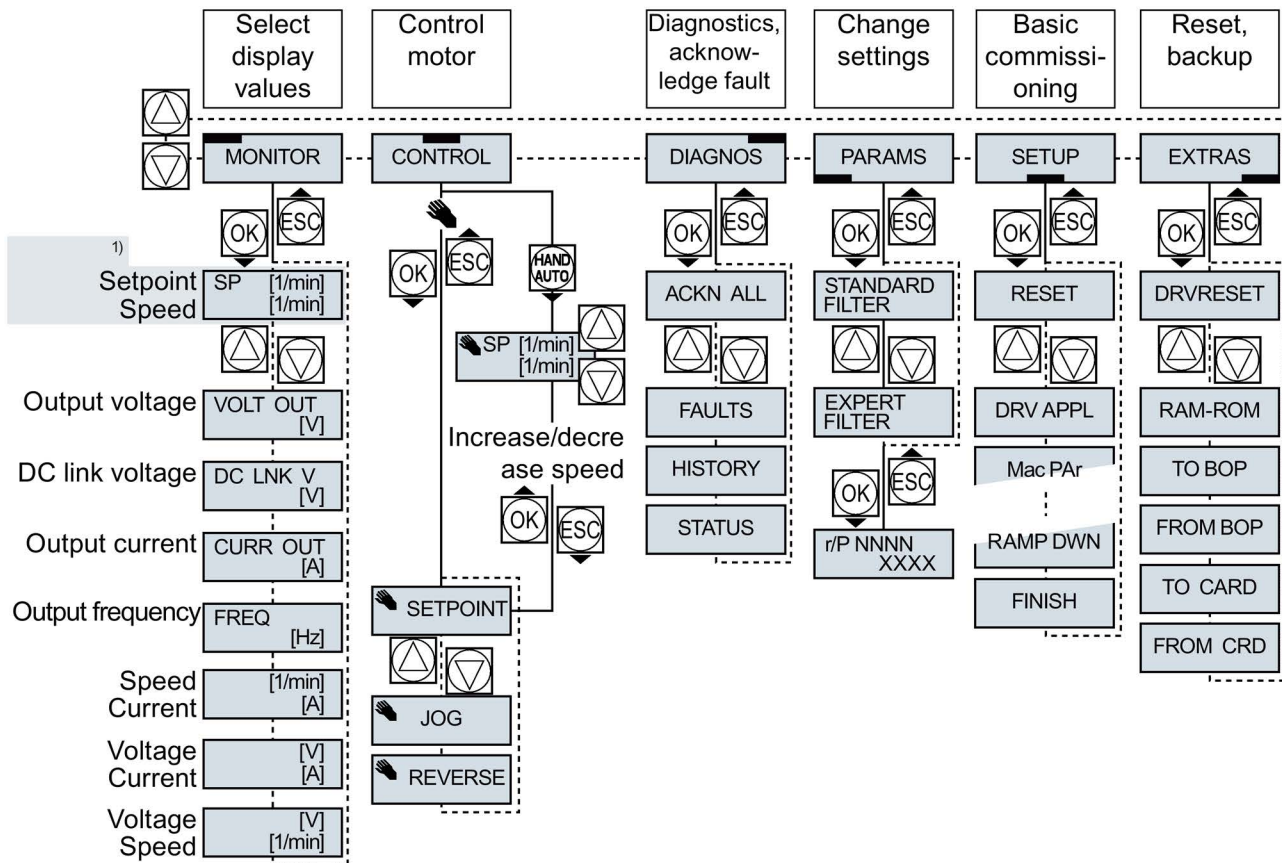 Select
display
values
Control
motor
Diagnostics,
acknow-
ledge fault
Change
settings
Basic
commissi-
oning
Reset,
backup
MONITOR
CONTROL
DIAGNOS
PARAMS
SETUP
EXTRAS
OK
ESC
OK
ESC
HAND
AUTO
OK
ESC
OK
ESC
OK
ESC
OK
ESC
1)
Setpoint
Speed
SP [1/min]
[1/min]
SP [1/min]
[1/min]
Increase/decre
ase speed
OK
ESC
ACKN ALL
FAULTS
HISTORY
STATUS
STANDARD
FILTER
EXPERT
FILTER
OK
ESC
r/P NNNN
XXXX
RESET
DRV APPL
Mac PAr
RAMP DWN
FINISH
DRVRESET
RAM-ROM
TO BOP
FROM BOP
TO CARD
FROM CRD
Output voltage
VOLT OUT
[V]
DC link voltage
DC LNK V
[V]
Output current
CURR OUT
[A]
Output frequency
FREQ
[Hz]
Speed
Current
[1/min]
[A]
Voltage
Current
[V]
[A]
Voltage
Speed
[V]
[1/min]
SETPOINT
JOG
REVERSE